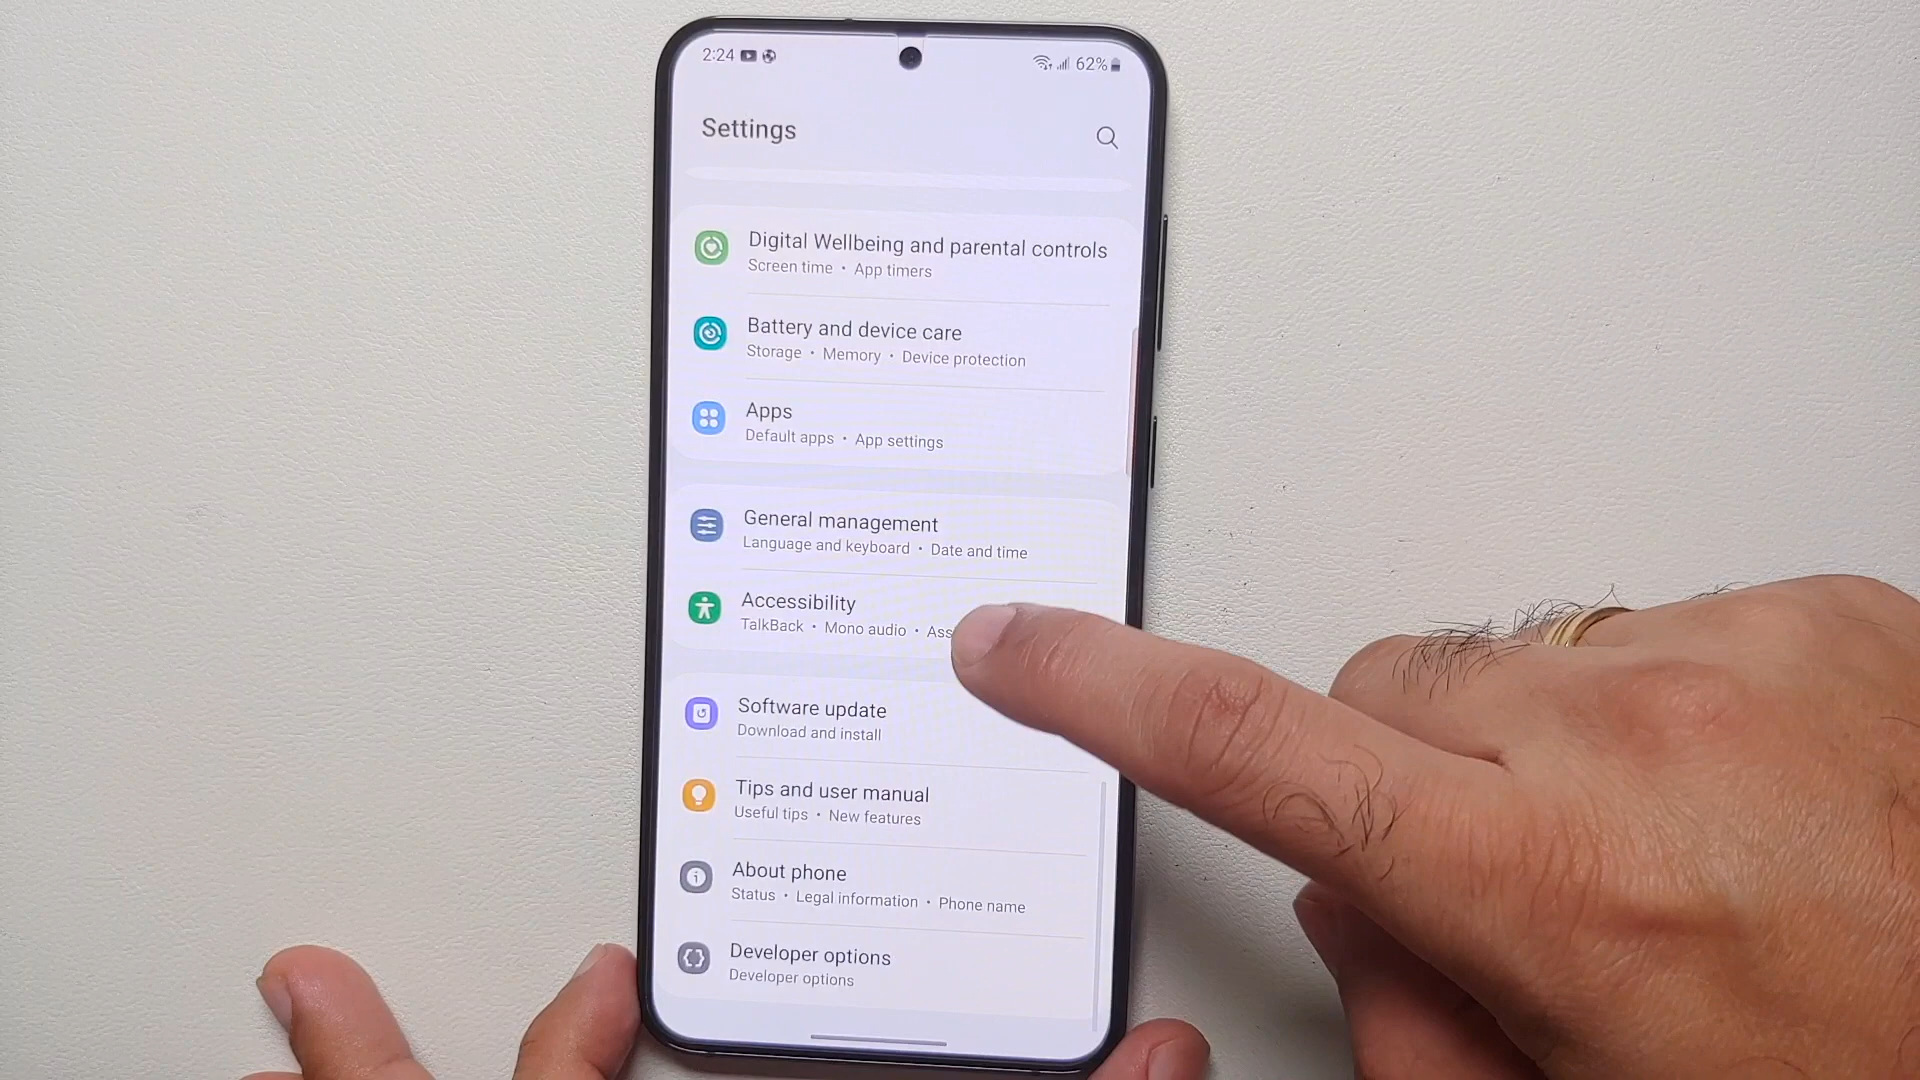 2:24
62%
Settings
Digital Wellbeing and parental controls
Screen time • App timers
Battery and device care
Storage • Memory • Device protection
Apps
Default apps • App settings
General management
Language and keyboard • Date and time
Accessibility
TalkBack • Mono audio •
Software update
Download and install
Tips and user manual
Useful tips • New features
About phone
Status • Legal information • Phone name
Developer options
Developer options